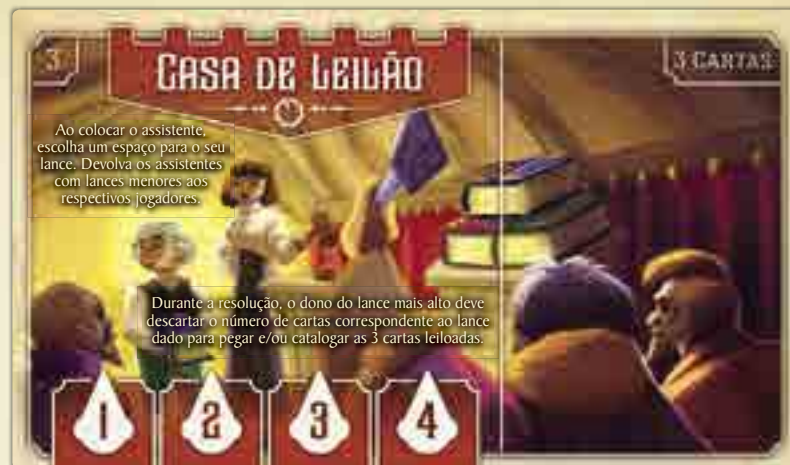 3
CASA DE LEILÃO
3 CARTAS
Ao colocar o assistente,
escolha um espaço para o seu
lance. Devolva os assistentes
com lances menores aos
respectivos jogadores.
Durante a resolução, o dono do lance mais alto deve
descartar o número de cartas correspondente ao lance
dado para pegar e/ou catalogar as 3 cartas leiloadas.
1 2 3 4